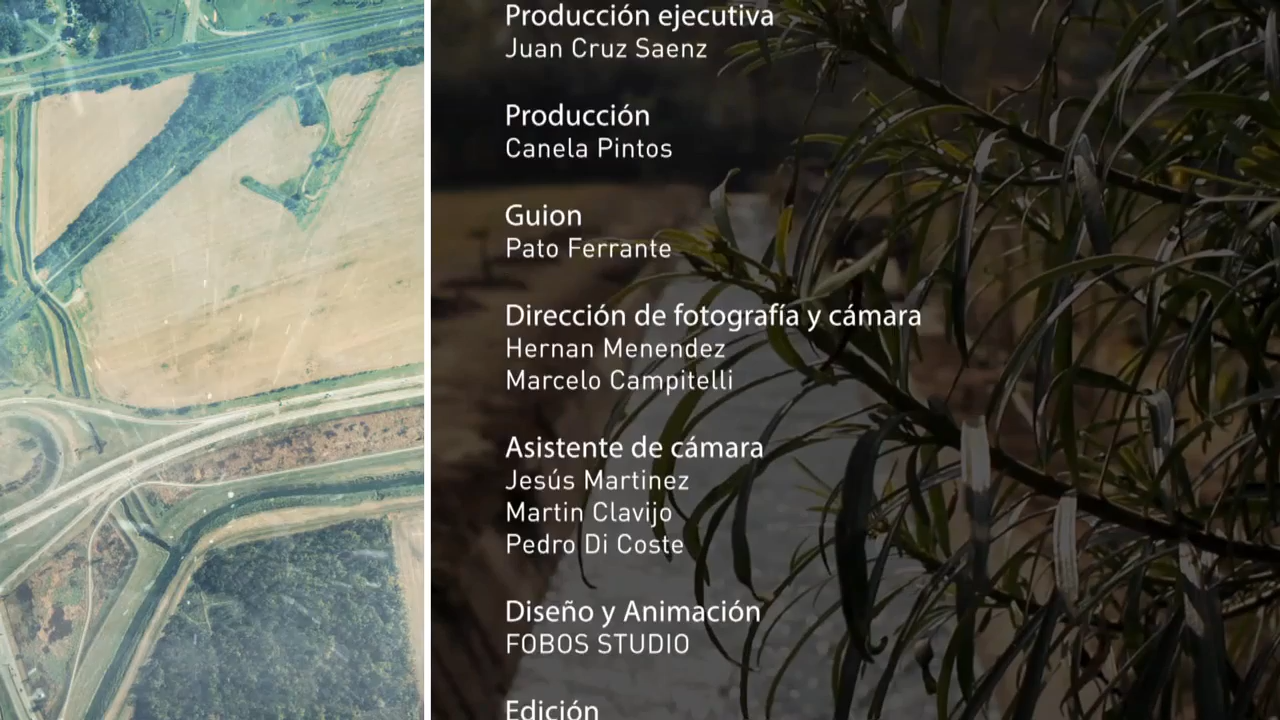 Producción ejecutiva
Juan Cruz Saenz
Producción
Canela Pintos
Guion
Pato Ferrante
Dirección de fotografía y cámara
Hernan Menendez
Marcelo Campitelli
Asistente de cámara
Jesús Martinez
Martin Clavijo
Pedro Di Coste
Diseño y Animación
FOBOS STUDIO
Edición